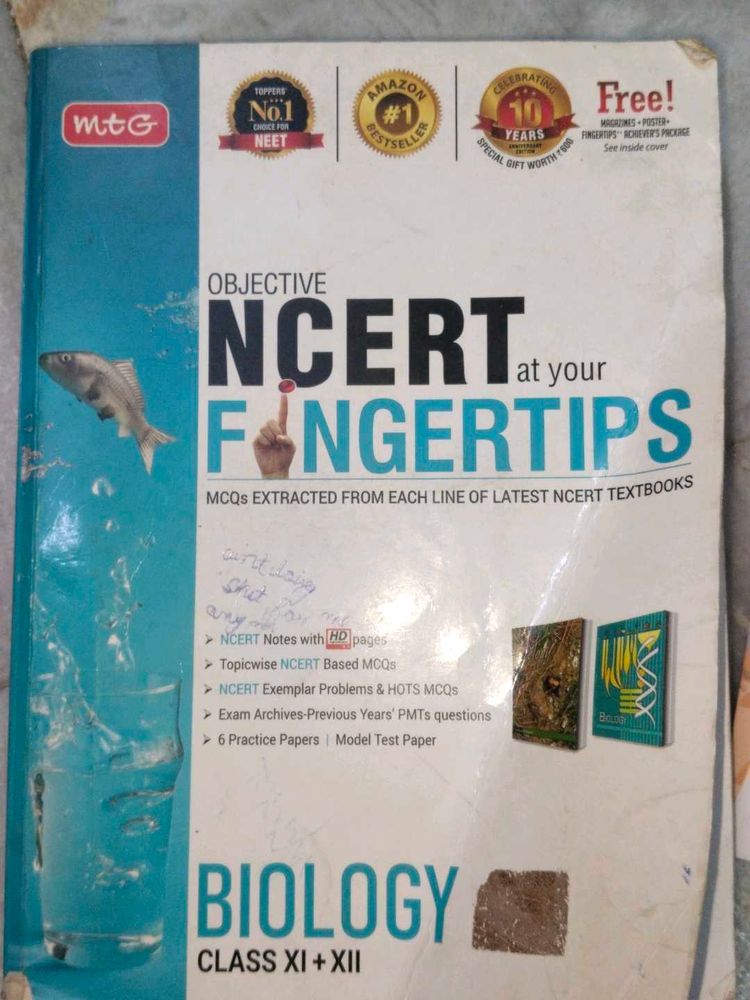 mtG
TOPPERS'
No.1
CHOICE FOR
NEET
AMAZON
#1
BESTSELLER
CELEBRATING
10
YEARS
ANNIVERSARY
EDITION
SPECIAL GIFT WORTH ₹600
Free!
MAGAZINES + POSTER+
FINGERTIPS ACHIEVER'S PACKAGE
See inside cover
OBJECTIVE
NCERT at your
FINGERTIPS
MCQs EXTRACTED FROM EACH LINE OF LATEST NCERT TEXTBOOKS
➤ NCERT Notes with HD pages
➤ Topicwise NCERT Based MCQs
➤ NCERT Exemplar Problems & HOTS MCQs
➤ Exam Archives-Previous Years' PMTs questions
➤ 6 Practice Papers | Model Test Paper
BIOLOGY
BIOLOGY
CLASS XI + XII